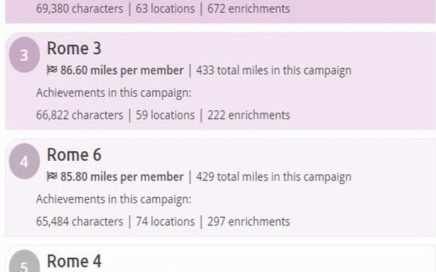 69,380 characters | 63 locations | 672 enrichments
3
Rome 3
86.60 miles per member | 433 total miles in this campaign
Achievements in this campaign:
66,822 characters | 59 locations | 222 enrichments
4
Rome 6
85.80 miles per member | 429 total miles in this campaign
Achievements in this campaign:
65,484 characters | 74 locations | 297 enrichments
5
Rome 4